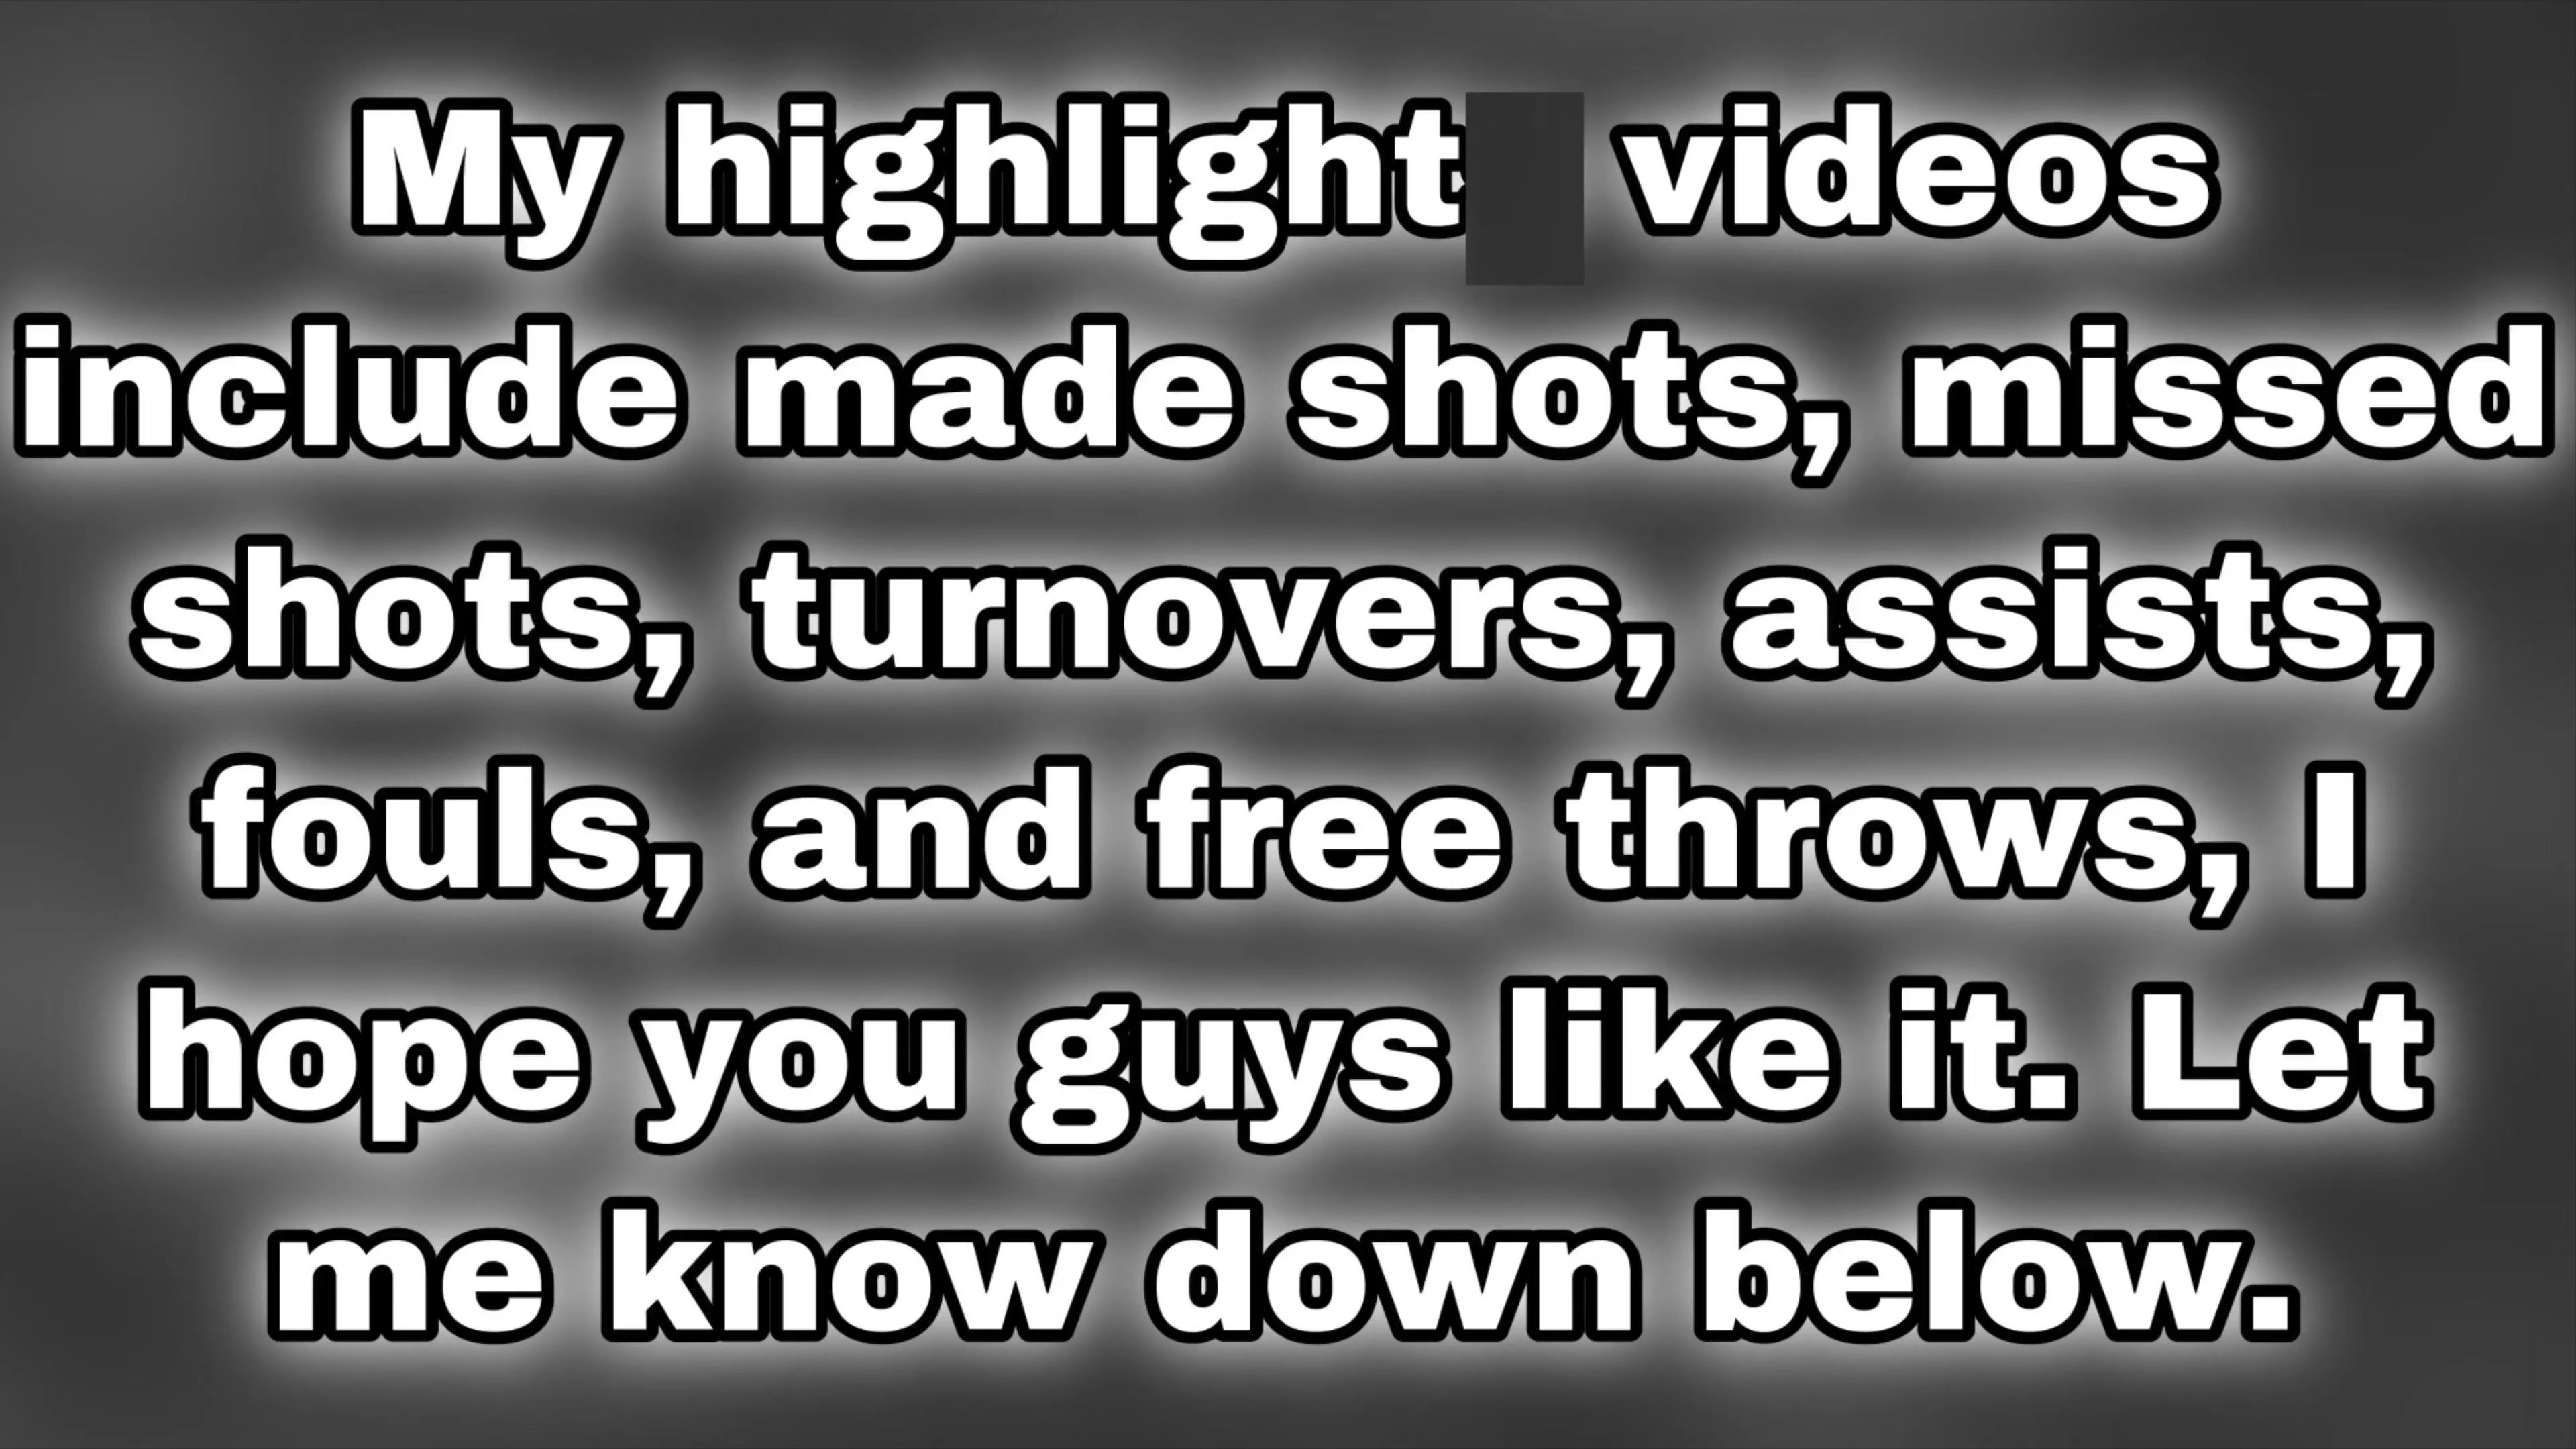 My highlight videos
include made shots, missed
shots, turnovers, assists,
fouls, and free throws, I
hope you guys like it. Let
me know down below.